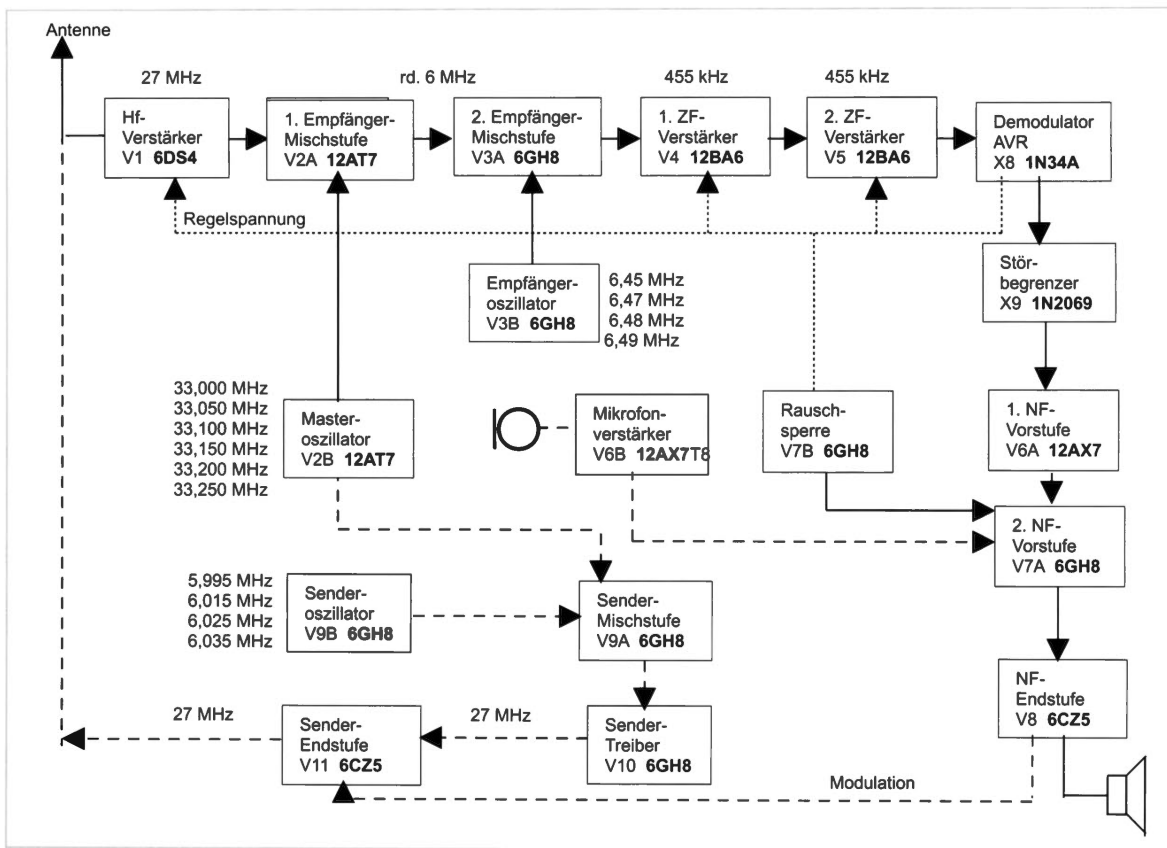 Antenne
27 MHz
rd. 6 MHz
455 kHz
455 kHz
Hf-
Verstärker
V1 6DS4
1. Empfänger-
Mischstufe
V2A 12AT7
2. Empfänger-
Mischstufe
V3A 6GH8
1. ZF-
Verstärker
V4 12BA6
2. ZF-
Verstärker
V5 12BA6
Demodulator
AVR
X8 1N34A
Regelspannung
Empfänger-
oszillator
V3B 6GH8
6,45 MHz
6,47 MHz
6,48 MHz
6,49 MHz
Stör-
begrenzer
X9 1N2069
33,000 MHz
33,050 MHz
33,100 MHz
33,150 MHz
33,200 MHz
33,250 MHz
Master-
oszillator
V2B 12AT7
Mikrofon-
verstärker
V6B 12AX7T8
Rausch-
sperre
V7B 6GH8
1. NF-
Vorstufe
V6A 12AX7
2. NF-
Vorstufe
V7A 6GH8
5,995 MHz
6,015 MHz
6,025 MHz
6,035 MHz
Sender-
oszillator
V9B 6GH8
Sender-
Mischstufe
V9A 6GH8
NF-
Endstufe
V8 6CZ5
27 MHz
Sender-
Endstufe
V11 6CZ5
27 MHz
Sender-
Treiber
V10 6GH8
Modulation